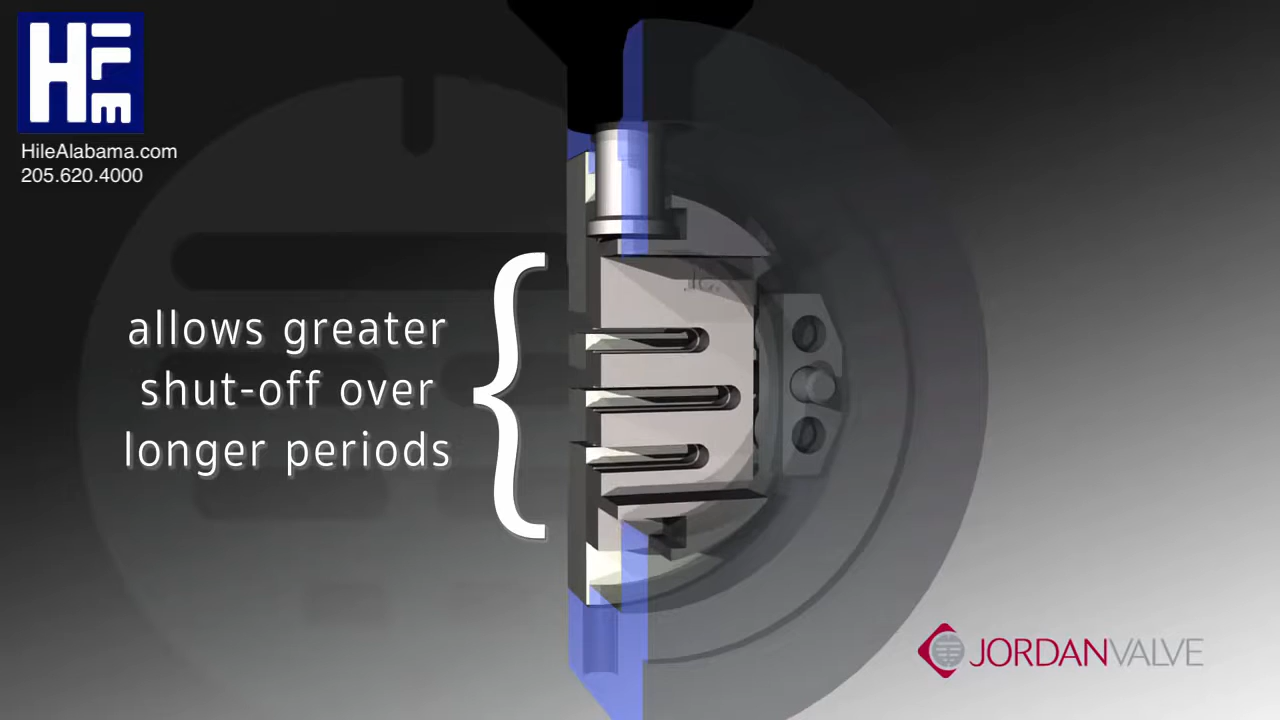 HFm
HileAlabama.com
205.620.4000
allows greater
shut-off over
longer periods
JORDANVALVE